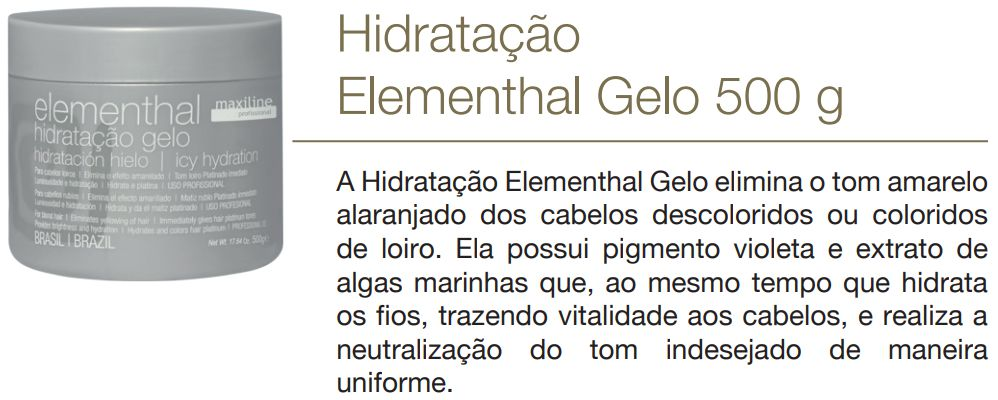 Hidratação
Elementhal Gelo 500 g
A Hidratação Elementhal Gelo elimina o tom amarelo
alaranjado dos cabelos descoloridos ou coloridos
de loiro. Ela possui pigmento violeta e extrato de
algas marinhas que, ao mesmo tempo que hidrata
os fios, trazendo vitalidade aos cabelos, e realiza a
neutralização do tom indesejado de maneira
uniforme.
elementhal
maxiline
profissional
hidratação gelo
hidratación hielo | icy hydration
Para cabelos loiros | Elimina o efeito amarelado | Tom loiro Platinado imediato
Luminosidade e hidratação | Hidrata e platina | USO PROFISSIONAL
Para cabellos rubios | Elimina el efecto amarillado | Matiz rubio Platinado inmediato
Luminosidad e hidratación | Hidrata y da el matiz platinado | USO PROFISSIONAL
For blond hair | Eliminates yellowing of hair | Immediately gives hair platinum tones
Provides brightness and hydration | Hydrates and colors hair platinum | PROFESSIONAL
BRASIL | BRAZIL
Net Wt. 17.64 Oz. 500g